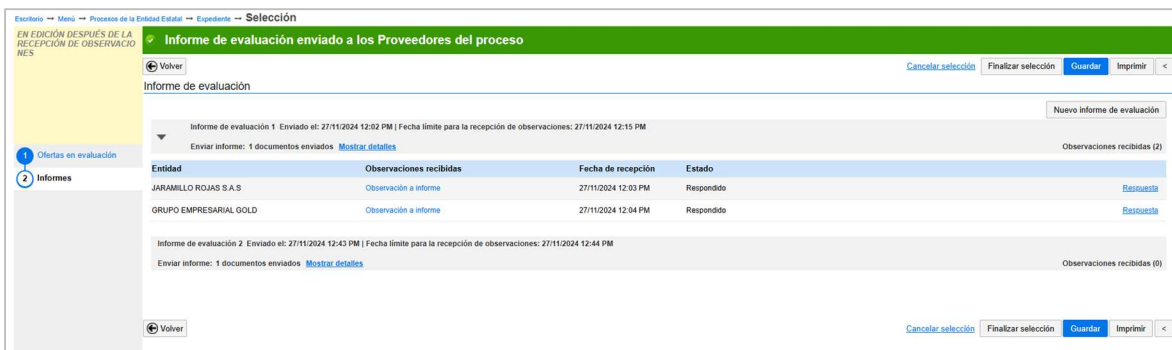 Escritorio → Menú → Procesos de la Entidad Estatal → Expediente → Selección
EN EDICIÓN DESPUÉS DE LA
RECEPCIÓN DE OBSERVACIO
NES
Informe de evaluación enviado a los Proveedores del proceso
Volver
Cancelar selección Finalizar selección Guardar Imprimir <
Informe de evaluación
Nuevo informe de evaluación
Informe de evaluación 1 Enviado el: 27/11/2024 12:02 PM | Fecha límite para la recepción de observaciones: 27/11/2024 12:15 PM
Enviar informe: 1 documentos enviados Mostrar detalles Observaciones recibidas (2)
1 Ofertas en evaluación
2 Informes
Entidad Observaciones recibidas Fecha de recepción Estado
JARAMILLO ROJAS S.A.S Observación a informe 27/11/2024 12:03 PM Respondido Respuesta
GRUPO EMPRESARIAL GOLD Observación a informe 27/11/2024 12:04 PM Respondido Respuesta
Informe de evaluación 2 Enviado el: 27/11/2024 12:43 PM | Fecha límite para la recepción de observaciones: 27/11/2024 12:44 PM
Enviar informe: 1 documentos enviados Mostrar detalles Observaciones recibidas (0)
Volver
Cancelar selección Finalizar selección Guardar Imprimir <